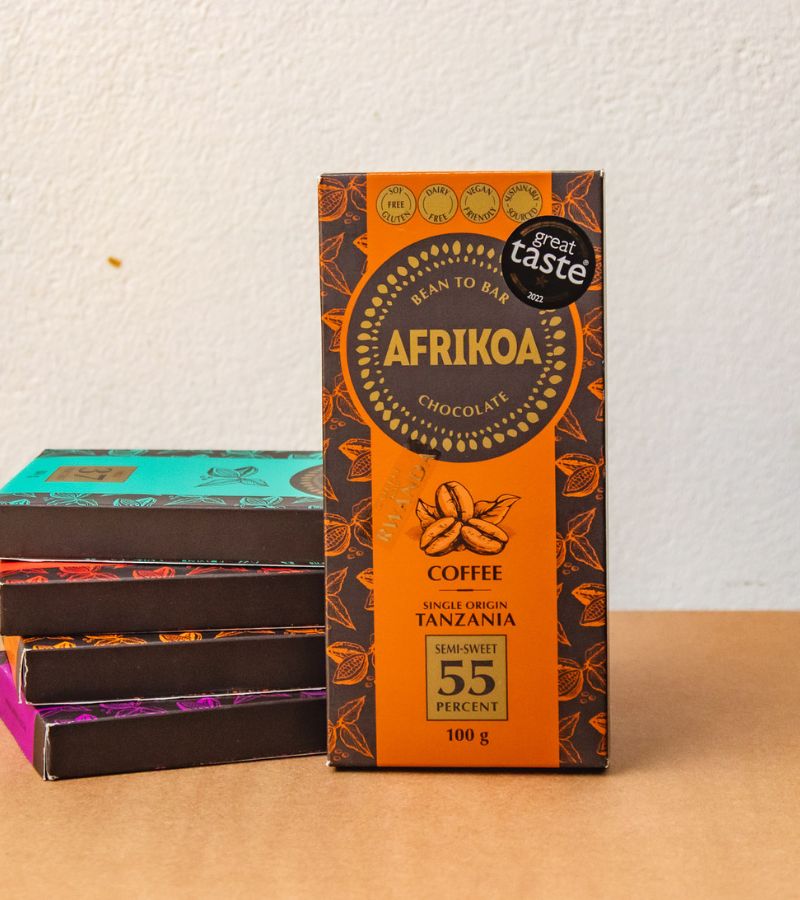 SOY
FREE
GLUTEN
DAIRY
FREE
VEGAN
FRIENDLY
SUSTAINABLY
SOURCED
great
taste®
2022
BEAN TO BAR
AFRIKOA
CHOCOLATE
RWANDA
COFFEE
SINGLE ORIGIN
TANZANIA
SEMI-SWEET
55
PERCENT
100 g
37